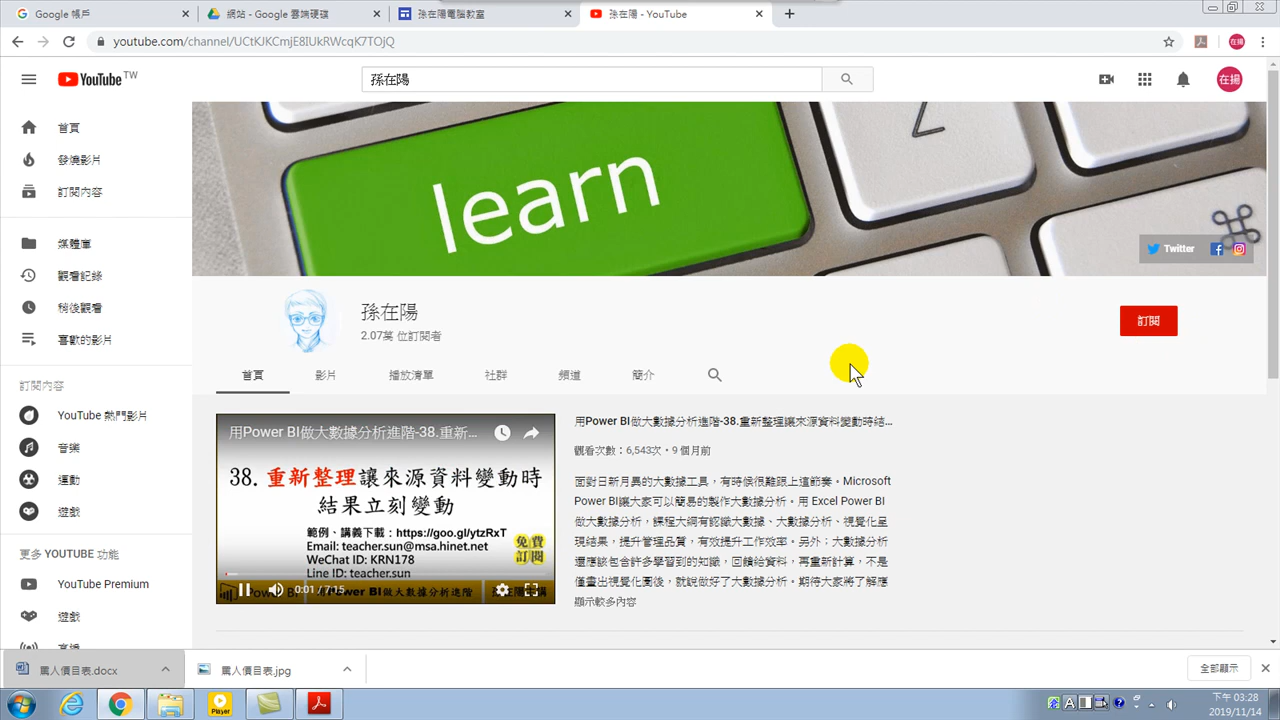 Google 帳戶
網站 - Google 雲端硬碟
孫在陽電腦教室
孫在陽 - YouTube
youtube.com/channel/UCtKJKCmjE8IUkRWcqK7TOjQ
在揚
YouTube TW
孫在陽
在揚
首頁
發燒影片
訂閱內容
媒體庫
觀看記錄
稍後觀看
喜歡的影片
訂閱內容
YouTube 熱門影片
音樂
運動
遊戲
更多 YOUTUBE 功能
YouTube Premium
遊戲
直播
learn
Z
Twitter
孫在陽
2.07萬 位訂閱者
訂閱
首頁
影片
播放清單
社群
頻道
簡介
用Power BI做大數據分析進階-38.重新...
38. 重新整理讓來源資料變動時
結果立刻變動
範例、講義下載：https://goo.gl/ytzRxT
Email: teacher.sun@msa.hinet.net
WeChat ID: KRN178
Line ID: teacher.sun
免費
訂閱
0:01 / 7:15
用Power BI做大數據分析進階-38.重新整理讓來源資料變動時結...
觀看次數：6,543次 • 9 個月前
面對日新月異的大數據工具，有時候很難跟上這節奏。Microsoft
Power BI讓大家可以簡易的製作大數據分析。用 Excel Power BI
做大數據分析，課程大綱有認識大數據、大數據分析、視覺化呈
現結果，提升管理品質，有效提升工作效率。另外；大數據分析
還應該包含許多學習到的知識，回饋給資料，再重新計算，不是
僅畫出視覺化圖後，就說做好了大數據分析。期待大家將了解應
顯示較多內容
罵人價目表.docx
罵人價目表.jpg
全部顯示
Player
A
下午 03:28
2019/11/14